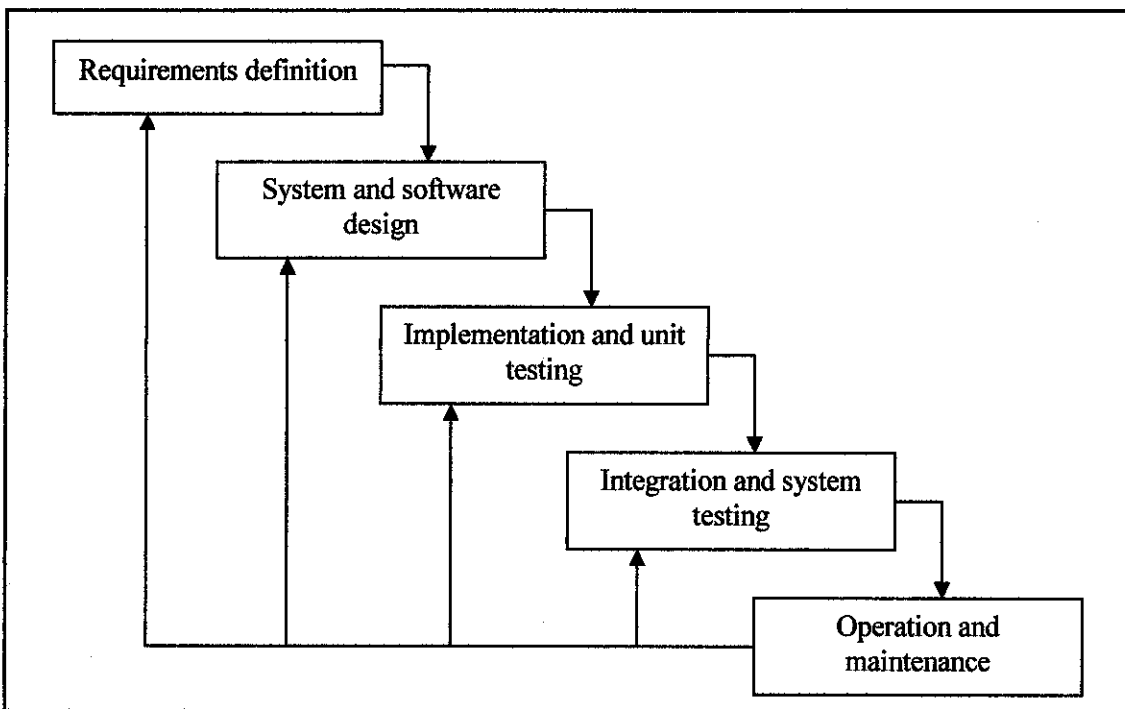 Requirements definition
System and software
design
Implementation and unit
testing
Integration and system
testing
Operation and
maintenance